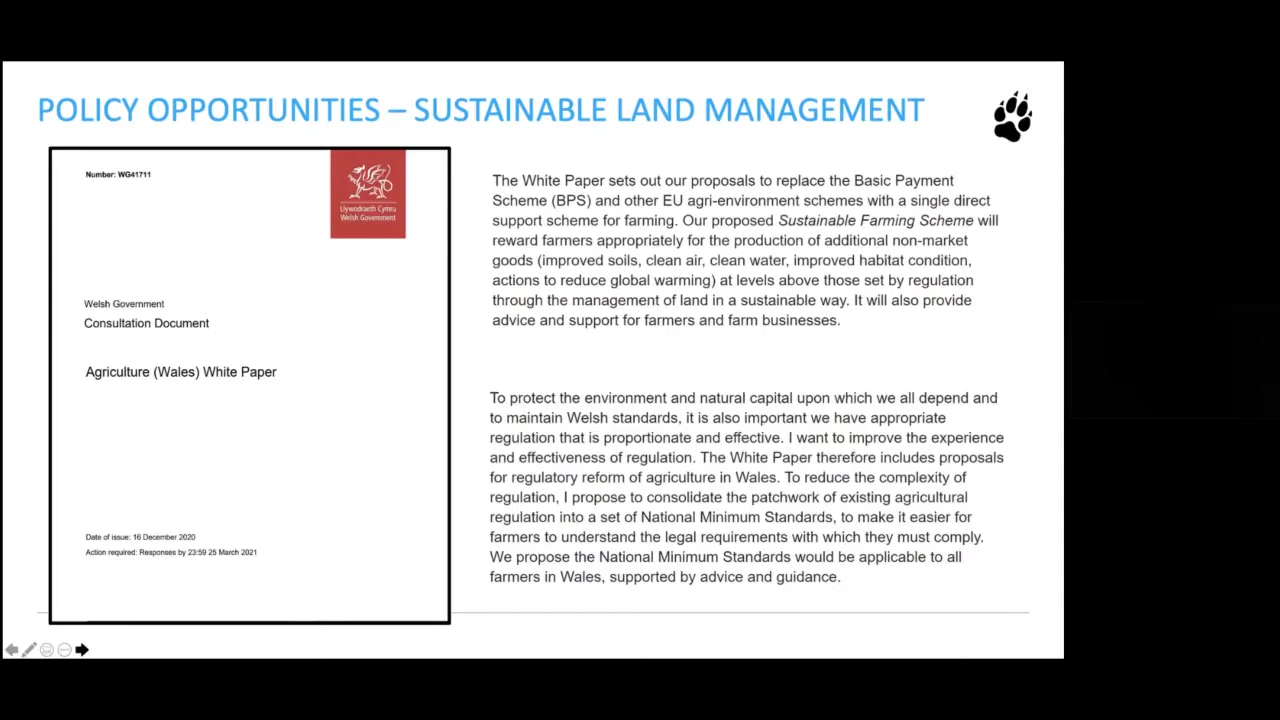 POLICY OPPORTUNITIES – SUSTAINABLE LAND MANAGEMENT
Number: WG41711
Llywodraeth Cymru
Welsh Government
Welsh Government
Consultation Document
Agriculture (Wales) White Paper
Date of issue: 16 December 2020
Action required: Responses by 23:59 25 March 2021
The White Paper sets out our proposals to replace the Basic Payment
Scheme (BPS) and other EU agri-environment schemes with a single direct
support scheme for farming. Our proposed Sustainable Farming Scheme will
reward farmers appropriately for the production of additional non-market
goods (improved soils, clean air, clean water, improved habitat condition,
actions to reduce global warming) at levels above those set by regulation
through the management of land in a sustainable way. It will also provide
advice and support for farmers and farm businesses.
To protect the environment and natural capital upon which we all depend and
to maintain Welsh standards, it is also important we have appropriate
regulation that is proportionate and effective. I want to improve the experience
and effectiveness of regulation. The White Paper therefore includes proposals
for regulatory reform of agriculture in Wales. To reduce the complexity of
regulation, I propose to consolidate the patchwork of existing agricultural
regulation into a set of National Minimum Standards, to make it easier for
farmers to understand the legal requirements with which they must comply.
We propose the National Minimum Standards would be applicable to all
farmers in Wales, supported by advice and guidance.